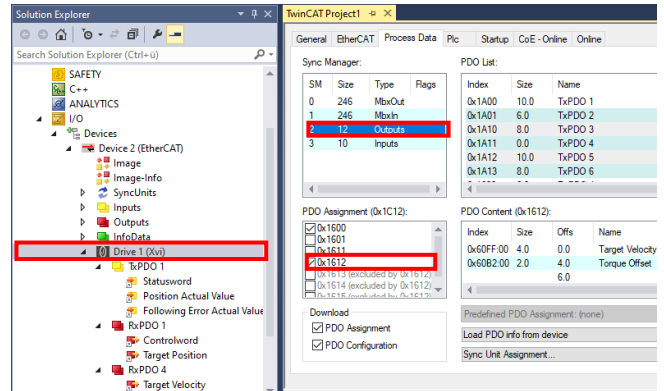 Solution Explorer
Search Solution Explorer (Ctrl+ü)
SAFETY
C++
ANALYTICS
I/O
Devices
Device 2 (EtherCAT)
Image
Image-Info
SyncUnits
Inputs
Outputs
InfoData
Drive 1 (Xvi)
TxPDO 1
Statusword
Position Actual Value
Following Error Actual Value
RxPDO 1
Controlword
Target Position
RxPDO 4
Target Velocity
TwinCAT Project1
General EtherCAT Process Data Plc Startup CoE - Online Online
Sync Manager:
SM Size Type Flags
0 246 MbxOut
1 246 MbxIn
2 12 Outputs
3 10 Inputs
PDO List:
Index Size Name
0x1A00 10.0 TxPDO 1
0x1A01 6.0 TxPDO 2
0x1A10 8.0 TxPDO 3
0x1A11 0.0 TxPDO 4
0x1A12 10.0 TxPDO 5
0x1A13 8.0 TxPDO 6
PDO Assignment (0x1C12):
0x1600
0x1601
0x1611
0x1612
0x1613 (excluded by 0x1612)
0x1614 (excluded by 0x1612)
0x1615 (excluded by 0x1612)
PDO Content (0x1612):
Index Size Offs Name
0x60FF:00 4.0 0.0 Target Velocity
0x60B2:00 2.0 4.0 Torque Offset
6.0
Download
PDO Assignment
PDO Configuration
Predefined PDO Assignment: (none)
Load PDO info from device
Sync Unit Assignment...